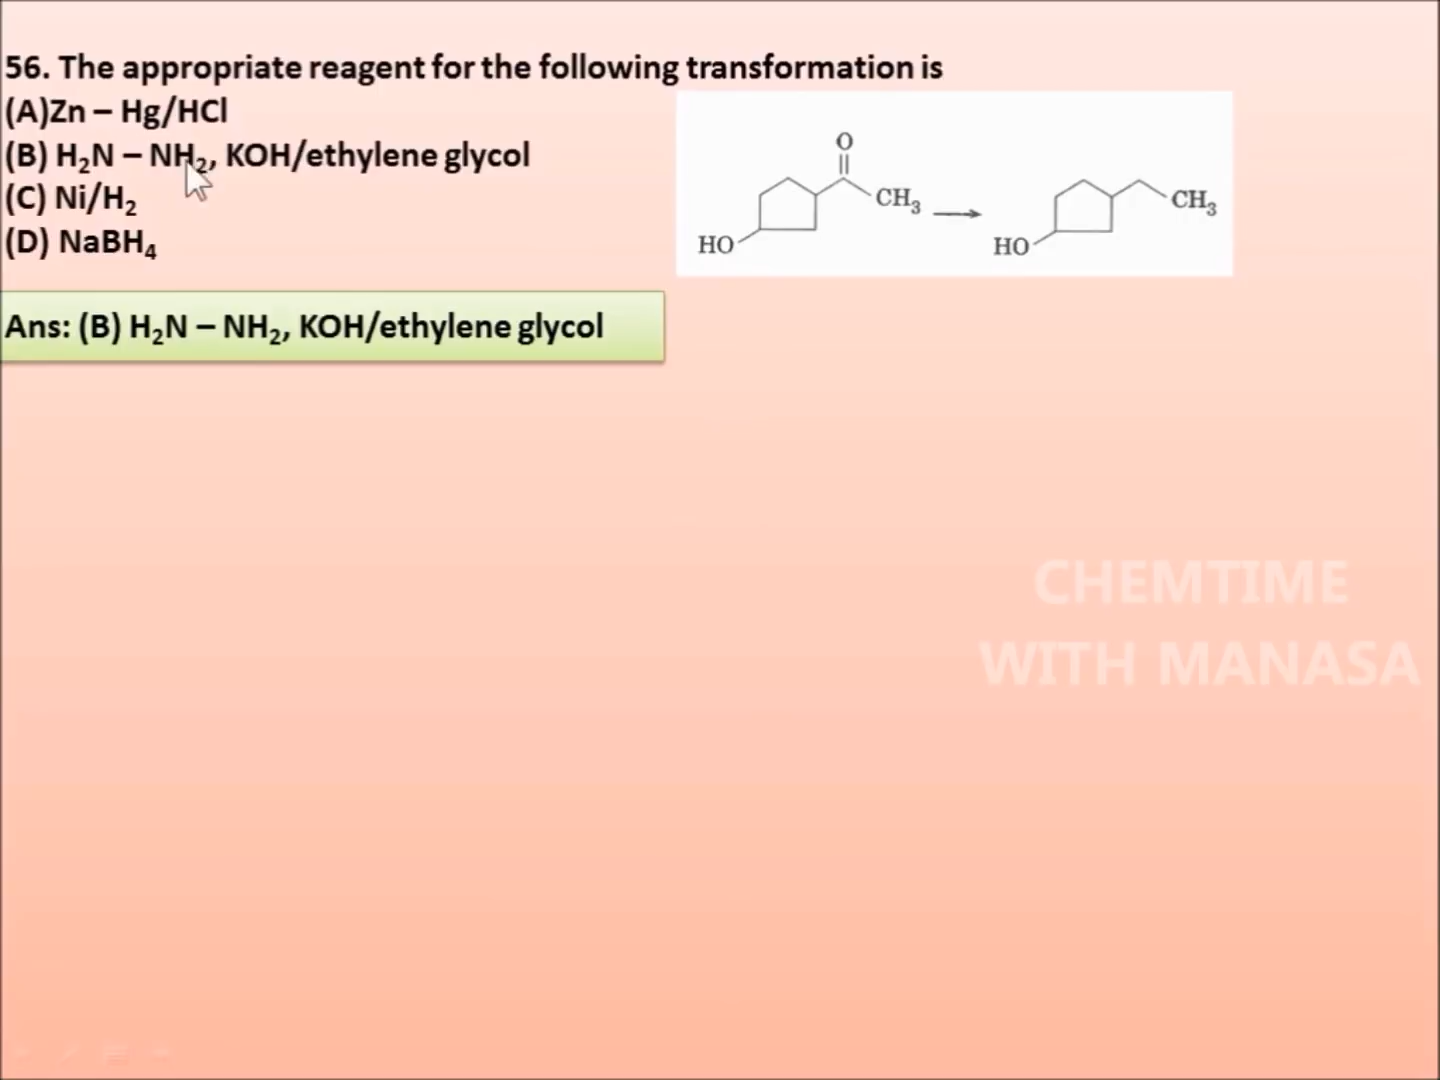 56. The appropriate reagent for the following transformation is
(A)Zn – Hg/HCl
(B) H₂N – NH₂, KOH/ethylene glycol
(C) Ni/H₂
(D) NaBH₄
O
CH₃
HO
CH₃
HO
Ans: (B) H₂N – NH₂, KOH/ethylene glycol
CHEMTIME
WITH MANASA